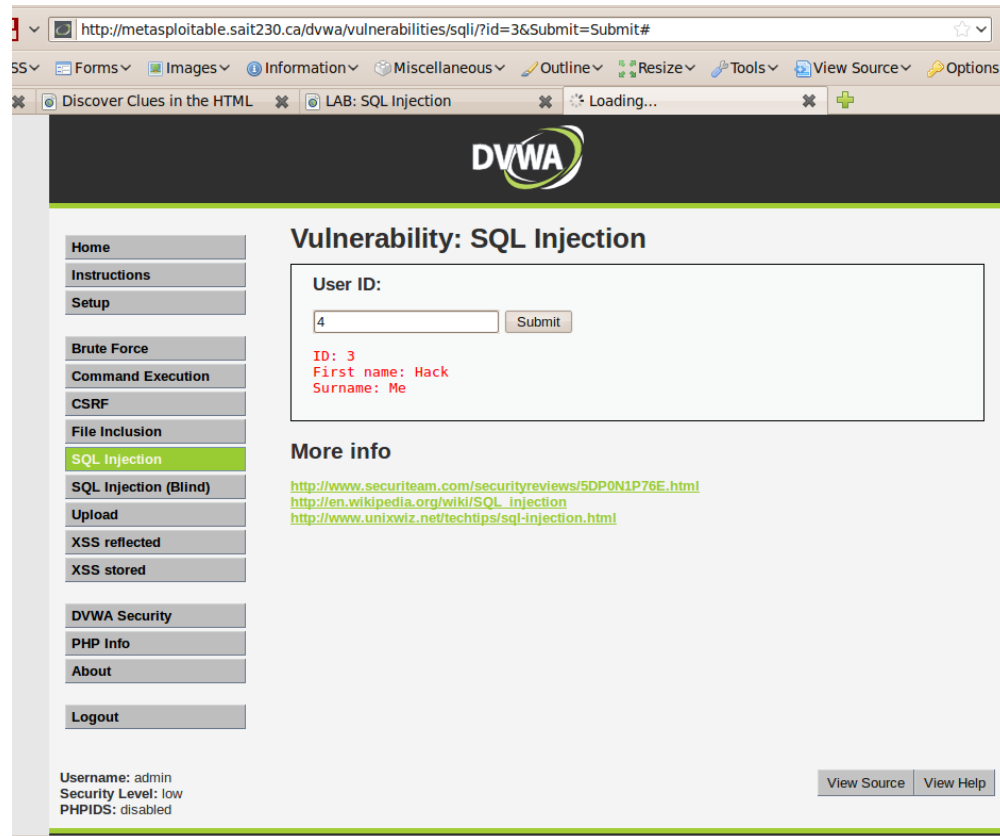 http://metasploitable.sait230.ca/dvwa/vulnerabilities/sqli/?id=3&Submit=Submit#
SS Forms Images Information Miscellaneous Outline Resize Tools View Source Options
Discover Clues in the HTML LAB: SQL Injection Loading...
DVWA
Home
Instructions
Setup
Brute Force
Command Execution
CSRF
File Inclusion
SQL Injection
SQL Injection (Blind)
Upload
XSS reflected
XSS stored
DVWA Security
PHP Info
About
Logout
Vulnerability: SQL Injection
User ID:
4 Submit
ID: 3
First name: Hack
Surname: Me
More info
http://www.securiteam.com/securityreviews/5DP0N1P76E.html
http://en.wikipedia.org/wiki/SQL_injection
http://www.unixwiz.net/techtips/sql-injection.html
Username: admin
Security Level: low
PHPIDS: disabled
View Source View Help